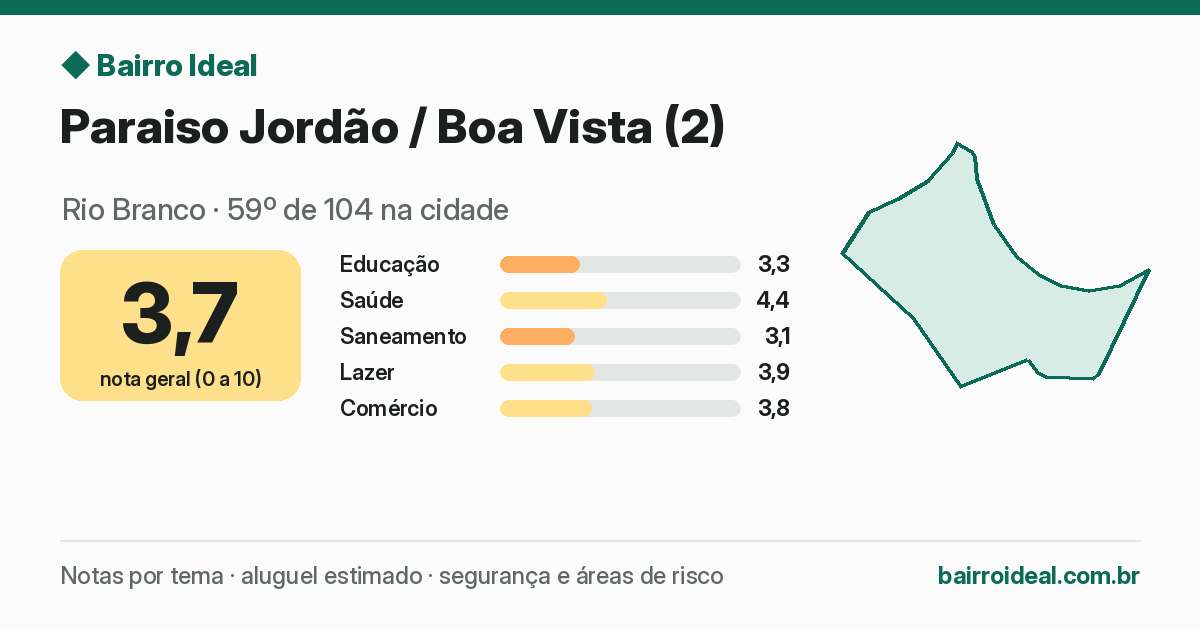 Bairro Ideal
Paraiso Jordão / Boa Vista (2)
Rio Branco · 59º de 104 na cidade
3,7
nota geral (0 a 10)
Educação 3,3
Saúde 4,4
Saneamento 3,1
Lazer 3,9
Comércio 3,8
Notas por tema · aluguel estimado · segurança e áreas de risco
bairroideal.com.br